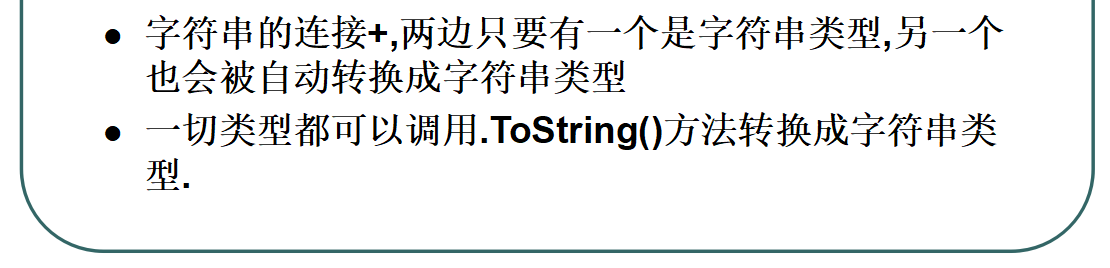 ● 字符串的连接+,两边只要有一个是字符串类型,另一个
也会被自动转换成字符串类型
● 一切类型都可以调用.ToString()方法转换成字符串类
型.